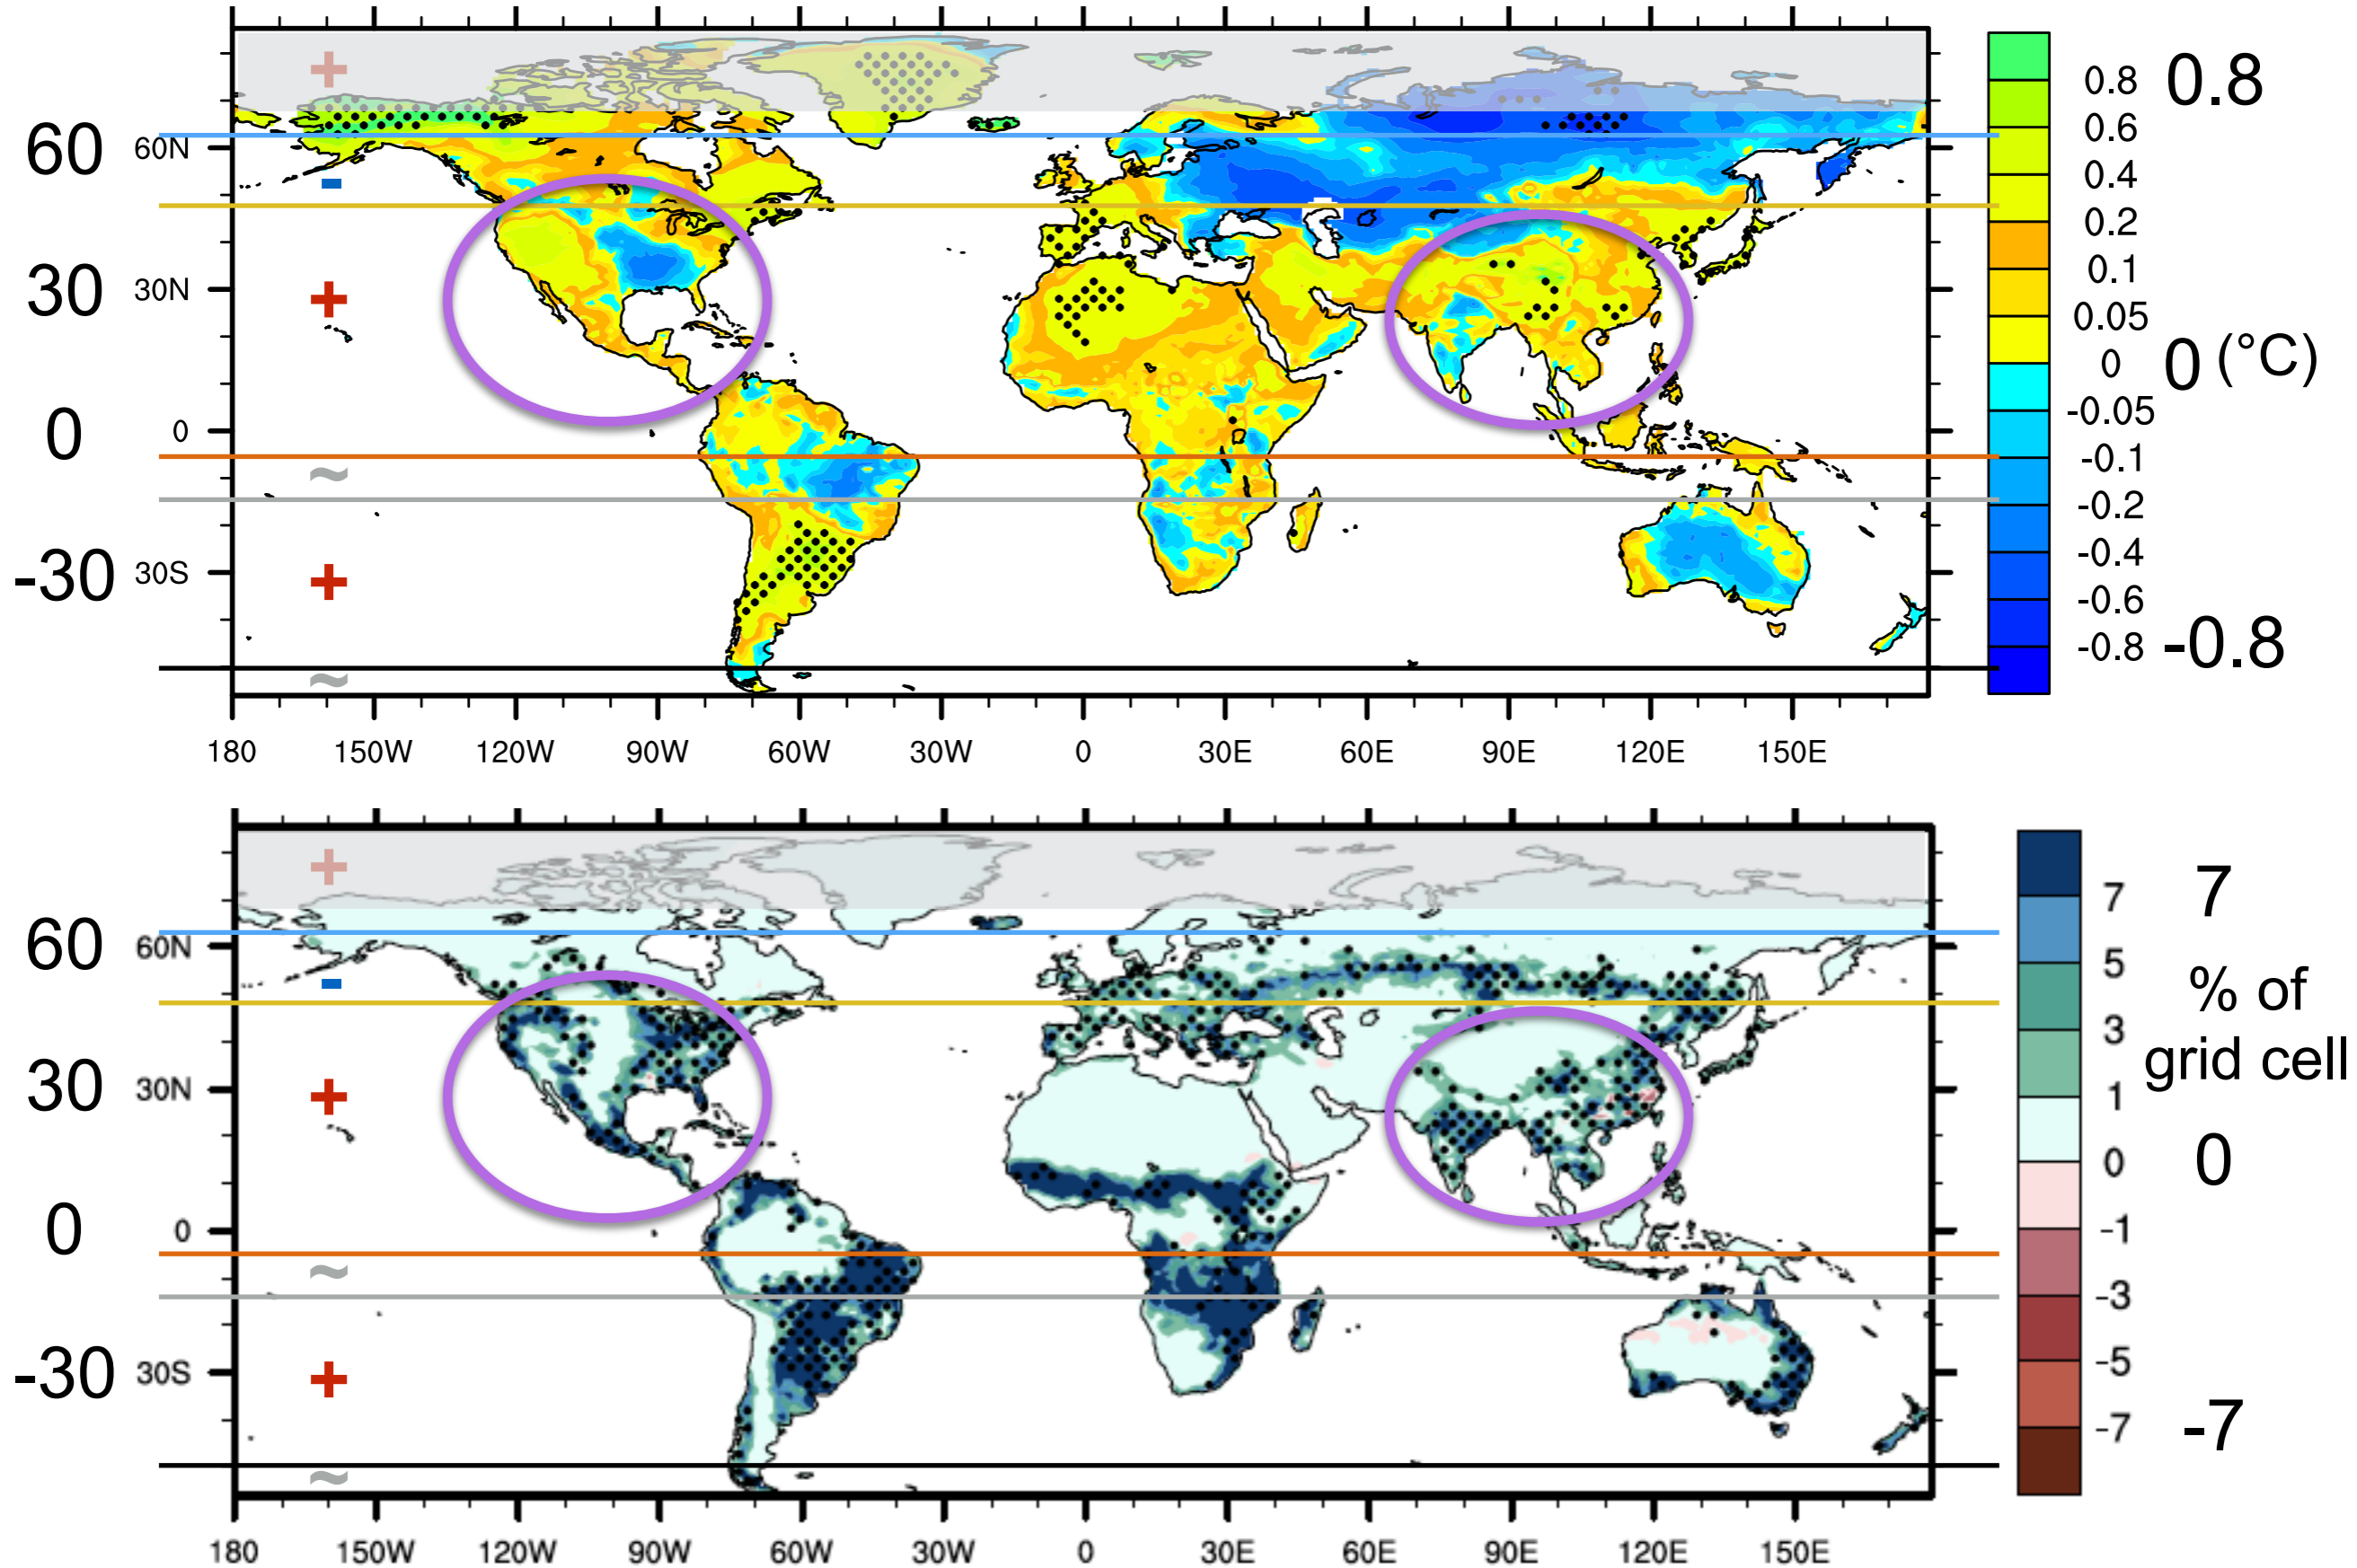 0.8 0.8
0.6
60 60N 0.4
0.2
0.1
30 30N 0.05
0 0 (°C)
-0.05
0 0 -0.1
-0.2
-0.4
-30 30S -0.6
-0.8 -0.8
180 150W 120W 90W 60W 30W 0 30E 60E 90E 120E 150E
7 7
60 60N 5 % of
3 grid cell
30 30N 1
0 0
0 0 -1
-3
-5
-30 30S -7 -7
180 150W 120W 90W 60W 30W 0 30E 60E 90E 120E 150E